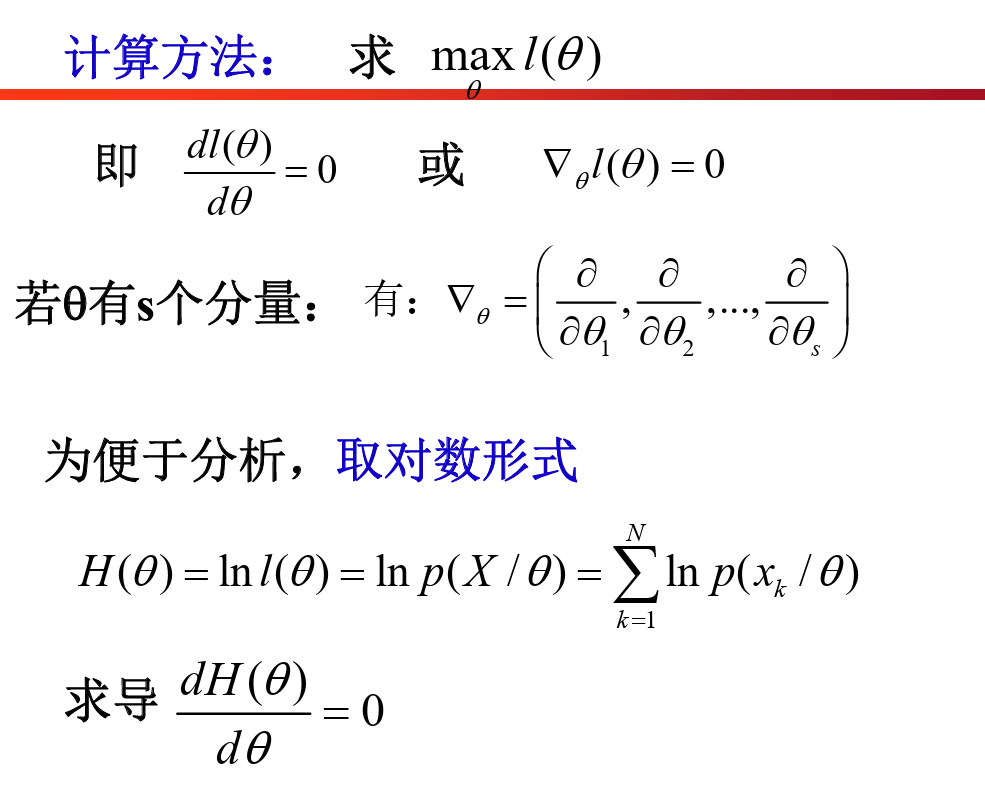 计算方法： 求 $\max_{\theta} l(\theta)$
即 $\frac{dl(\theta)}{d\theta} = 0$ 或 $\nabla_{\theta} l(\theta) = 0$
若θ有s个分量： 有：$\nabla_{\theta} = \left( \frac{\partial}{\partial\theta_1}, \frac{\partial}{\partial\theta_2}, ..., \frac{\partial}{\partial\theta_s} \right)$
为便于分析，取对数形式
$H(\theta) = \ln l(\theta) = \ln p(X / \theta) = \sum_{k=1}^{N} \ln p(x_k / \theta)$
求导 $\frac{dH(\theta)}{d\theta} = 0$